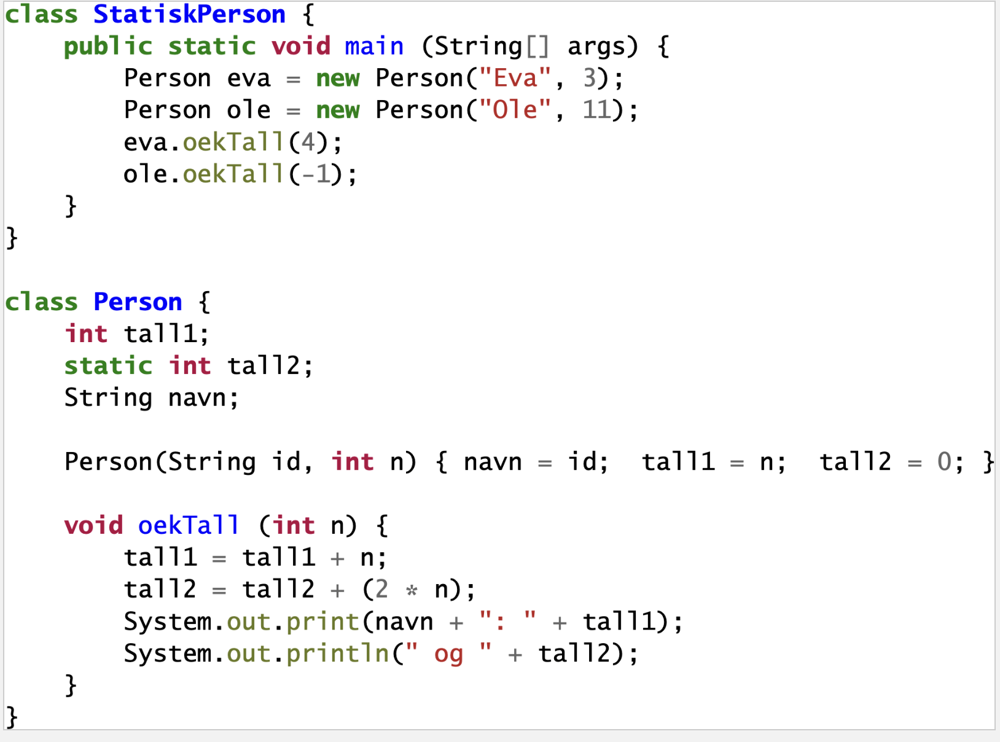 class StatiskPerson {
    public static void main (String[] args) {
        Person eva = new Person("Eva", 3);
        Person ole = new Person("Ole", 11);
        eva.oekTall(4);
        ole.oekTall(-1);
    }
}

class Person {
    int tall1;
    static int tall2;
    String navn;

    Person(String id, int n) { navn = id;  tall1 = n;  tall2 = 0; }

    void oekTall (int n) {
        tall1 = tall1 + n;
        tall2 = tall2 + (2 * n);
        System.out.print(navn + ": " + tall1);
        System.out.println(" og " + tall2);
    }
}